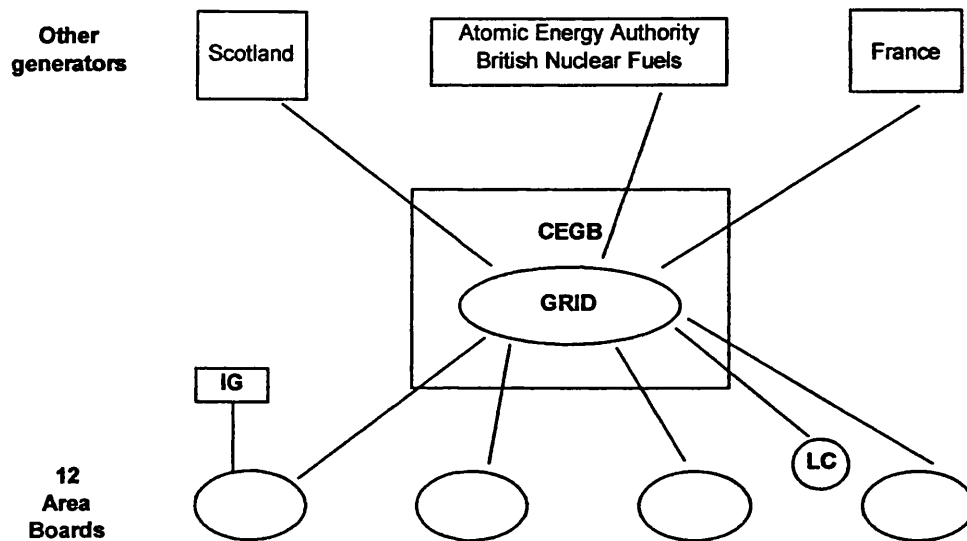 Other
generators
Scotland
Atomic Energy Authority
British Nuclear Fuels
France
CEGB
GRID
IG
LC
12
Area
Boards